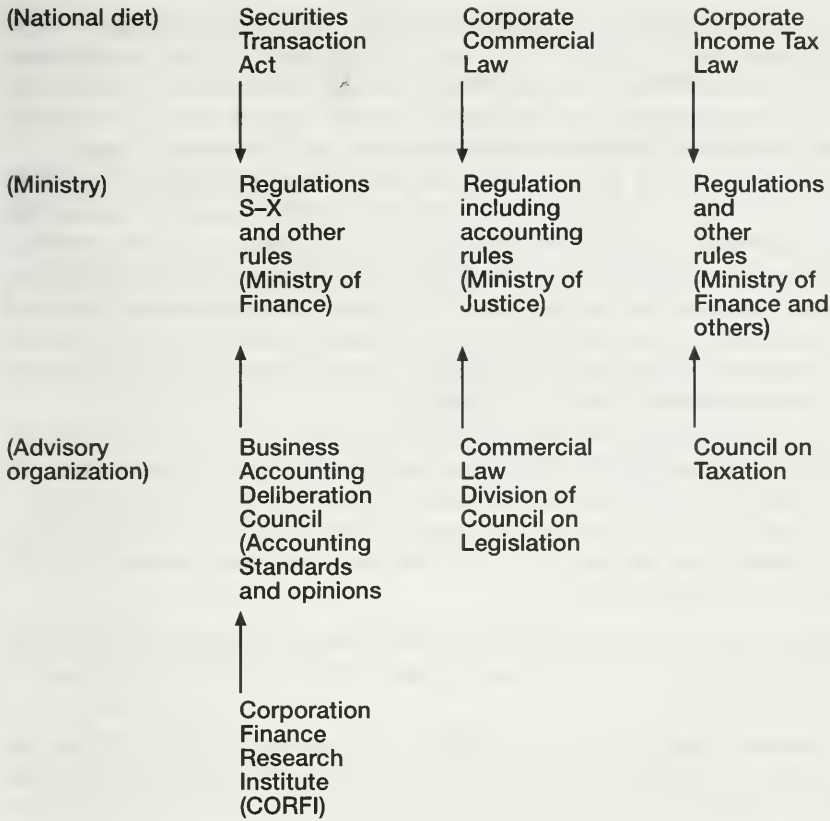 (National diet)
Securities
Transaction
Act
Corporate
Commercial
Law
Corporate
Income Tax
Law
(Ministry)
Regulations
S–X
and other
rules
(Ministry of
Finance)
Regulation
including
accounting
rules
(Ministry of
Justice)
Regulations
and
other
rules
(Ministry of
Finance and
others)
(Advisory
organization)
Business
Accounting
Deliberation
Council
(Accounting
Standards
and opinions
Commercial
Law
Division of
Council on
Legislation
Council on
Taxation
Corporation
Finance
Research
Institute
(CORFI)